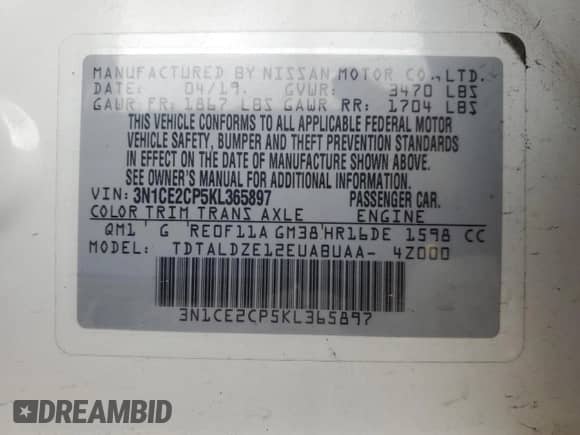 MANUFACTURED BY NISSAN MOTOR CO., LTD.
DATE: 04/19. GVWR: 3470 LBS
GAWR FR: 1867 LBS GAWR RR: 1704 LBS
THIS VEHICLE CONFORMS TO ALL APPLICABLE FEDERAL MOTOR
VEHICLE SAFETY, BUMPER AND THEFT PREVENTION STANDARDS
IN EFFECT ON THE DATE OF MANUFACTURE SHOWN ABOVE.
SEE OWNER'S MANUAL FOR ADDITIONAL INFORMATION
VIN: 3N1CE2CP5KL365897 PASSENGER CAR.
COLOR TRIM TRANS AXLE ENGINE
QM1 G RE0F11A GM38 HR16DE 1598 CC
MODEL: TDTALDZE12EUABUAA- 4Z000
3N1CE2CP5KL365897
DREAMBID